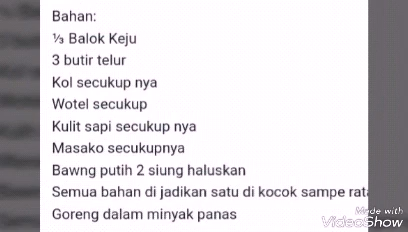 Bahan:
⅓ Balok Keju
3 butir telur
Kol secukup nya
Wotel secukup
Kulit sapi secukup nya
Masako secukupnya
Bawng putih 2 siung haluskan
Semua bahan di jadikan satu di kocok sampe rata
Goreng dalam minyak panas
Made with
VideoShow